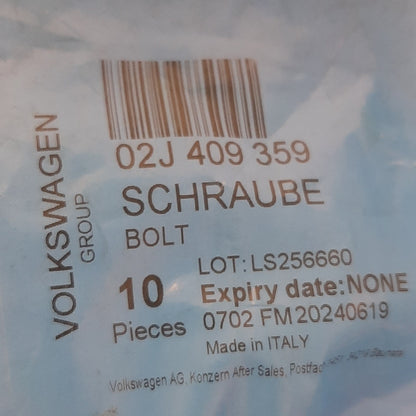 VOLKSWAGEN
GROUP
02J 409 359
SCHRAUBE
BOLT
10
Pieces
LOT:LS256660
Expiry date:NONE
0702 FM20240619
Made in ITALY
Volkswagen AG, Konzern After Sales, Postfach